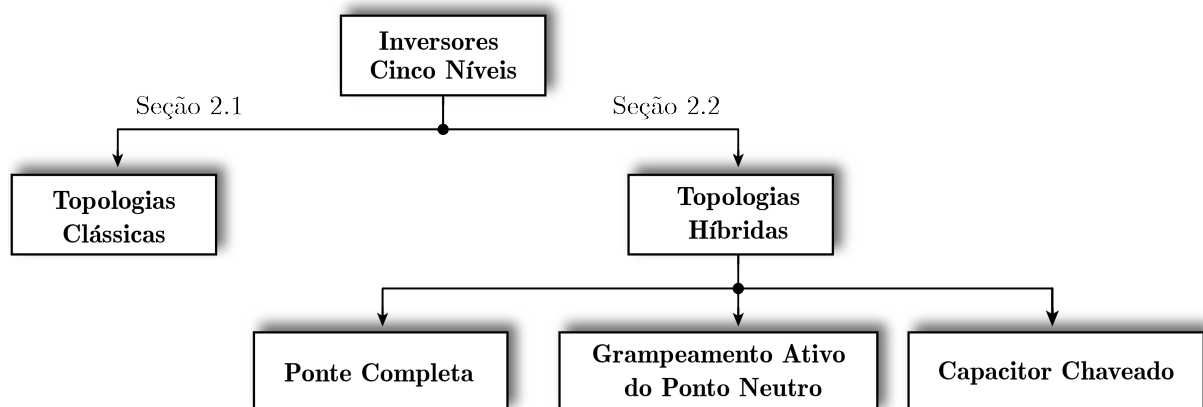 Inversores
Cinco Níveis
Seção 2.1
Seção 2.2
Topologias
Clássicas
Topologias
Híbridas
Ponte Completa
Grampeamento Ativo
do Ponto Neutro
Capacitor Chaveado